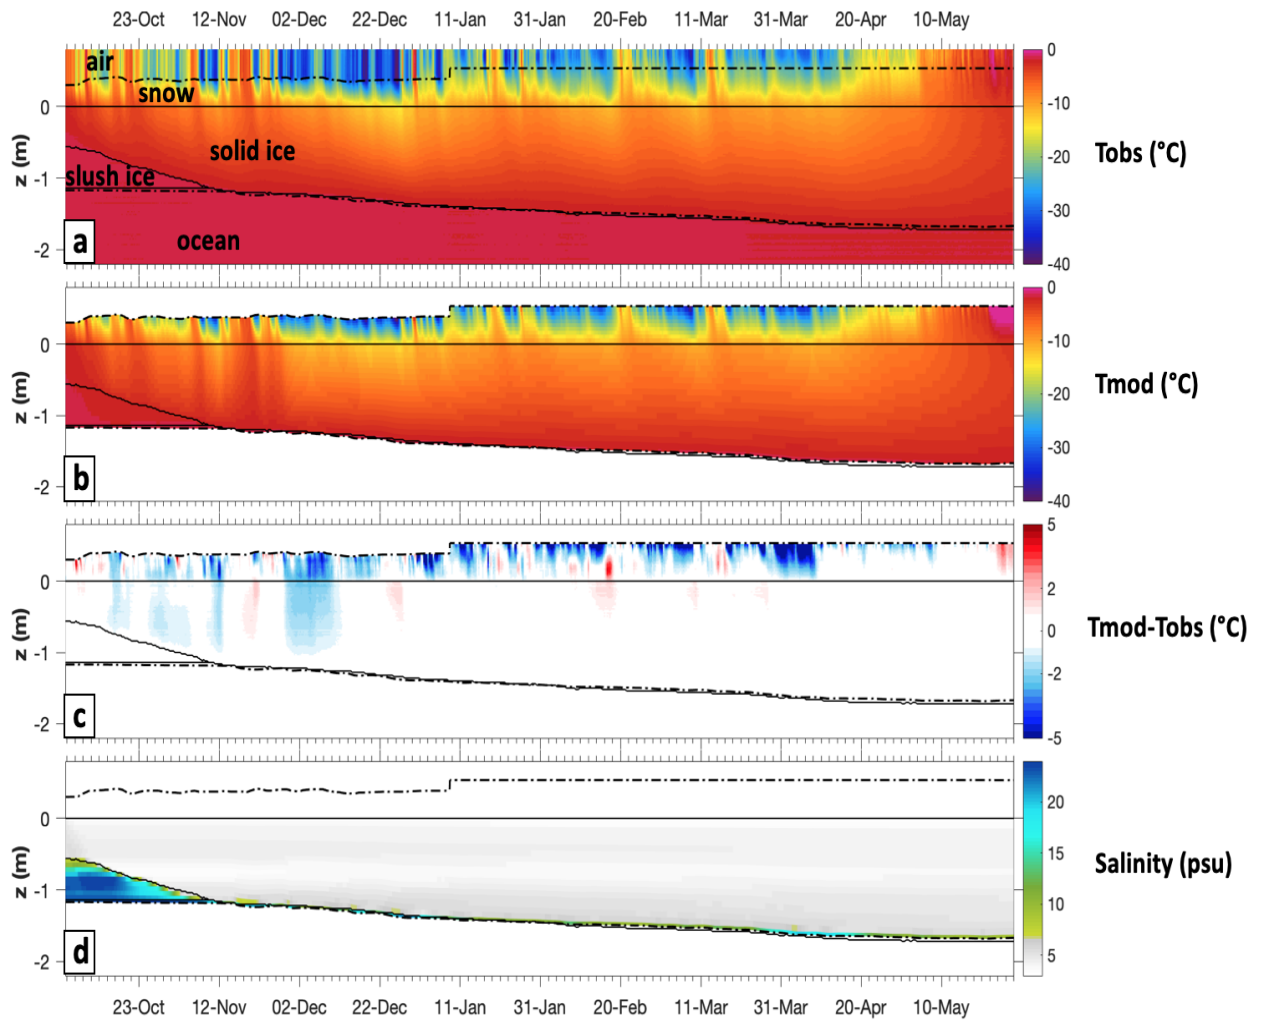 23-Oct 12-Nov 02-Dec 22-Dec 11-Jan 31-Jan 20-Feb 11-Mar 31-Mar 20-Apr 10-May
air
snow
solid ice
slush ice
ocean
a
z (m)
0
-1
-2
0
-10
-20
-30
-40
Tobs (°C)
b
z (m)
0
-1
-2
0
-10
-20
-30
-40
Tmod (°C)
c
z (m)
0
-1
-2
5
2
0
-2
-5
Tmod-Tobs (°C)
d
z (m)
0
-1
-2
20
15
10
5
Salinity (psu)
23-Oct 12-Nov 02-Dec 22-Dec 11-Jan 31-Jan 20-Feb 11-Mar 31-Mar 20-Apr 10-May